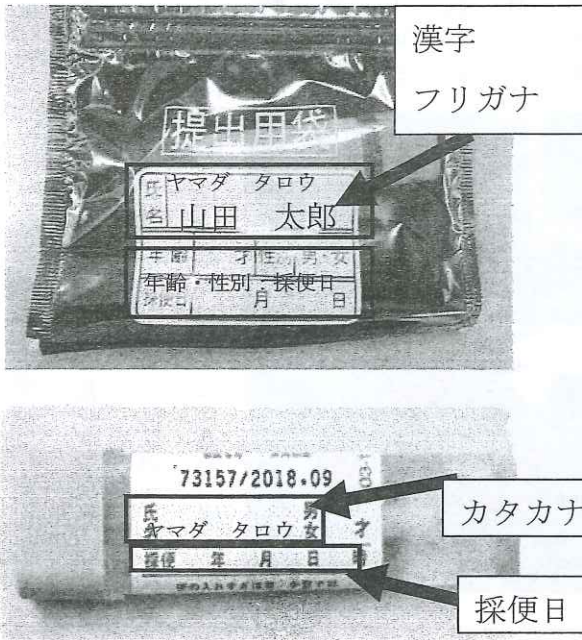 漢字
フリガナ
提出用袋
氏名 ヤマダ タロウ
山田 太郎
年齢 才 性別 男・女
年齢・性別・採便日
採便日 月 日
73157/2018.09
氏名 男
ヤマダ タロウ 女 才
採便 年 月 日 時
カタカナ
採便日